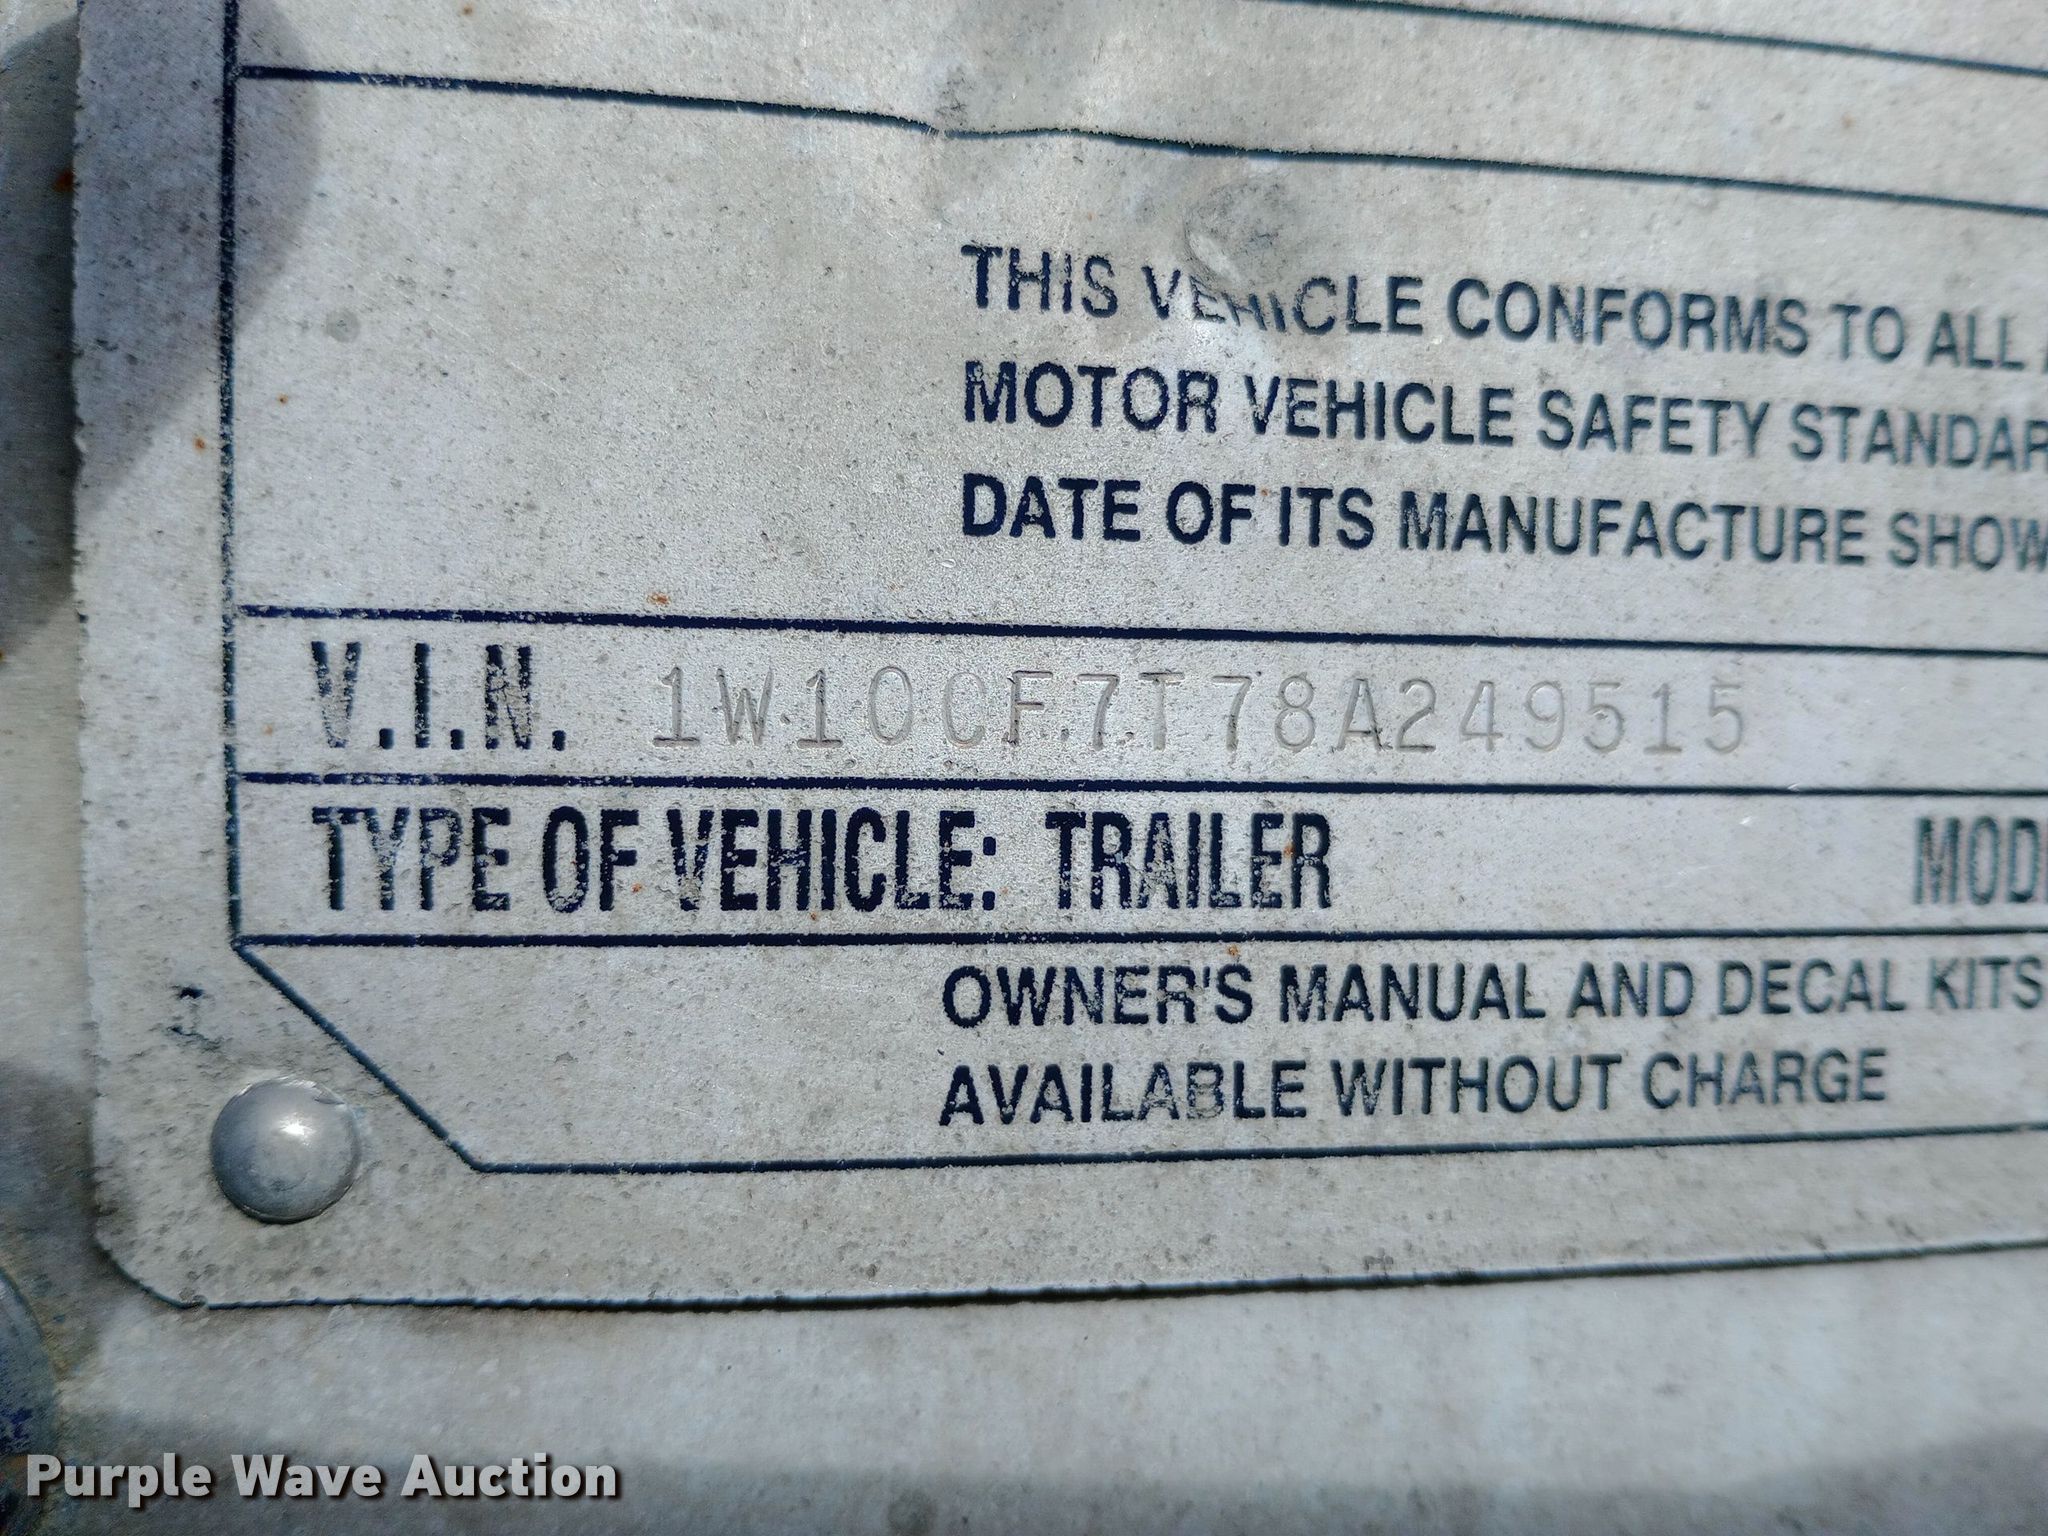 THIS VEHICLE CONFORMS TO ALL
MOTOR VEHICLE SAFETY STANDAR
DATE OF ITS MANUFACTURE SHOW
V.I.N. 1W10CF7T78A249515
TYPE OF VEHICLE: TRAILER MOD
OWNER'S MANUAL AND DECAL KITS
AVAILABLE WITHOUT CHARGE
Purple Wave Auction